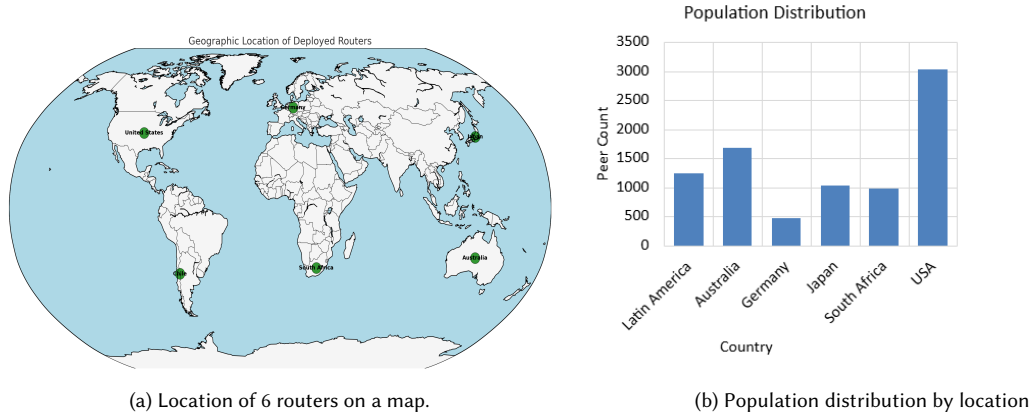 Geographic Location of Deployed Routers
United States
Germany
Japan
Chile
South Africa
Australia
(a) Location of 6 routers on a map.
Population Distribution
Peer Count
3500
3000
2500
2000
1500
1000
500
0
Latin America
Australia
Germany
Japan
South Africa
USA
Country
(b) Population distribution by location